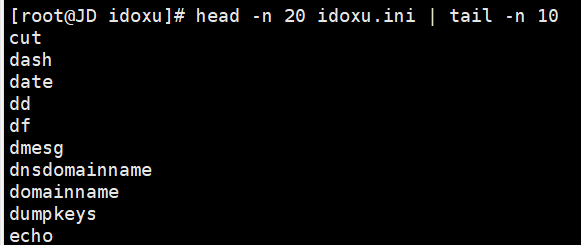 [root@JD idoxu]# head -n 20 idoxu.ini | tail -n 10
cut
dash
date
dd
df
dmesg
dnsdomainname
domainname
dumpkeys
echo